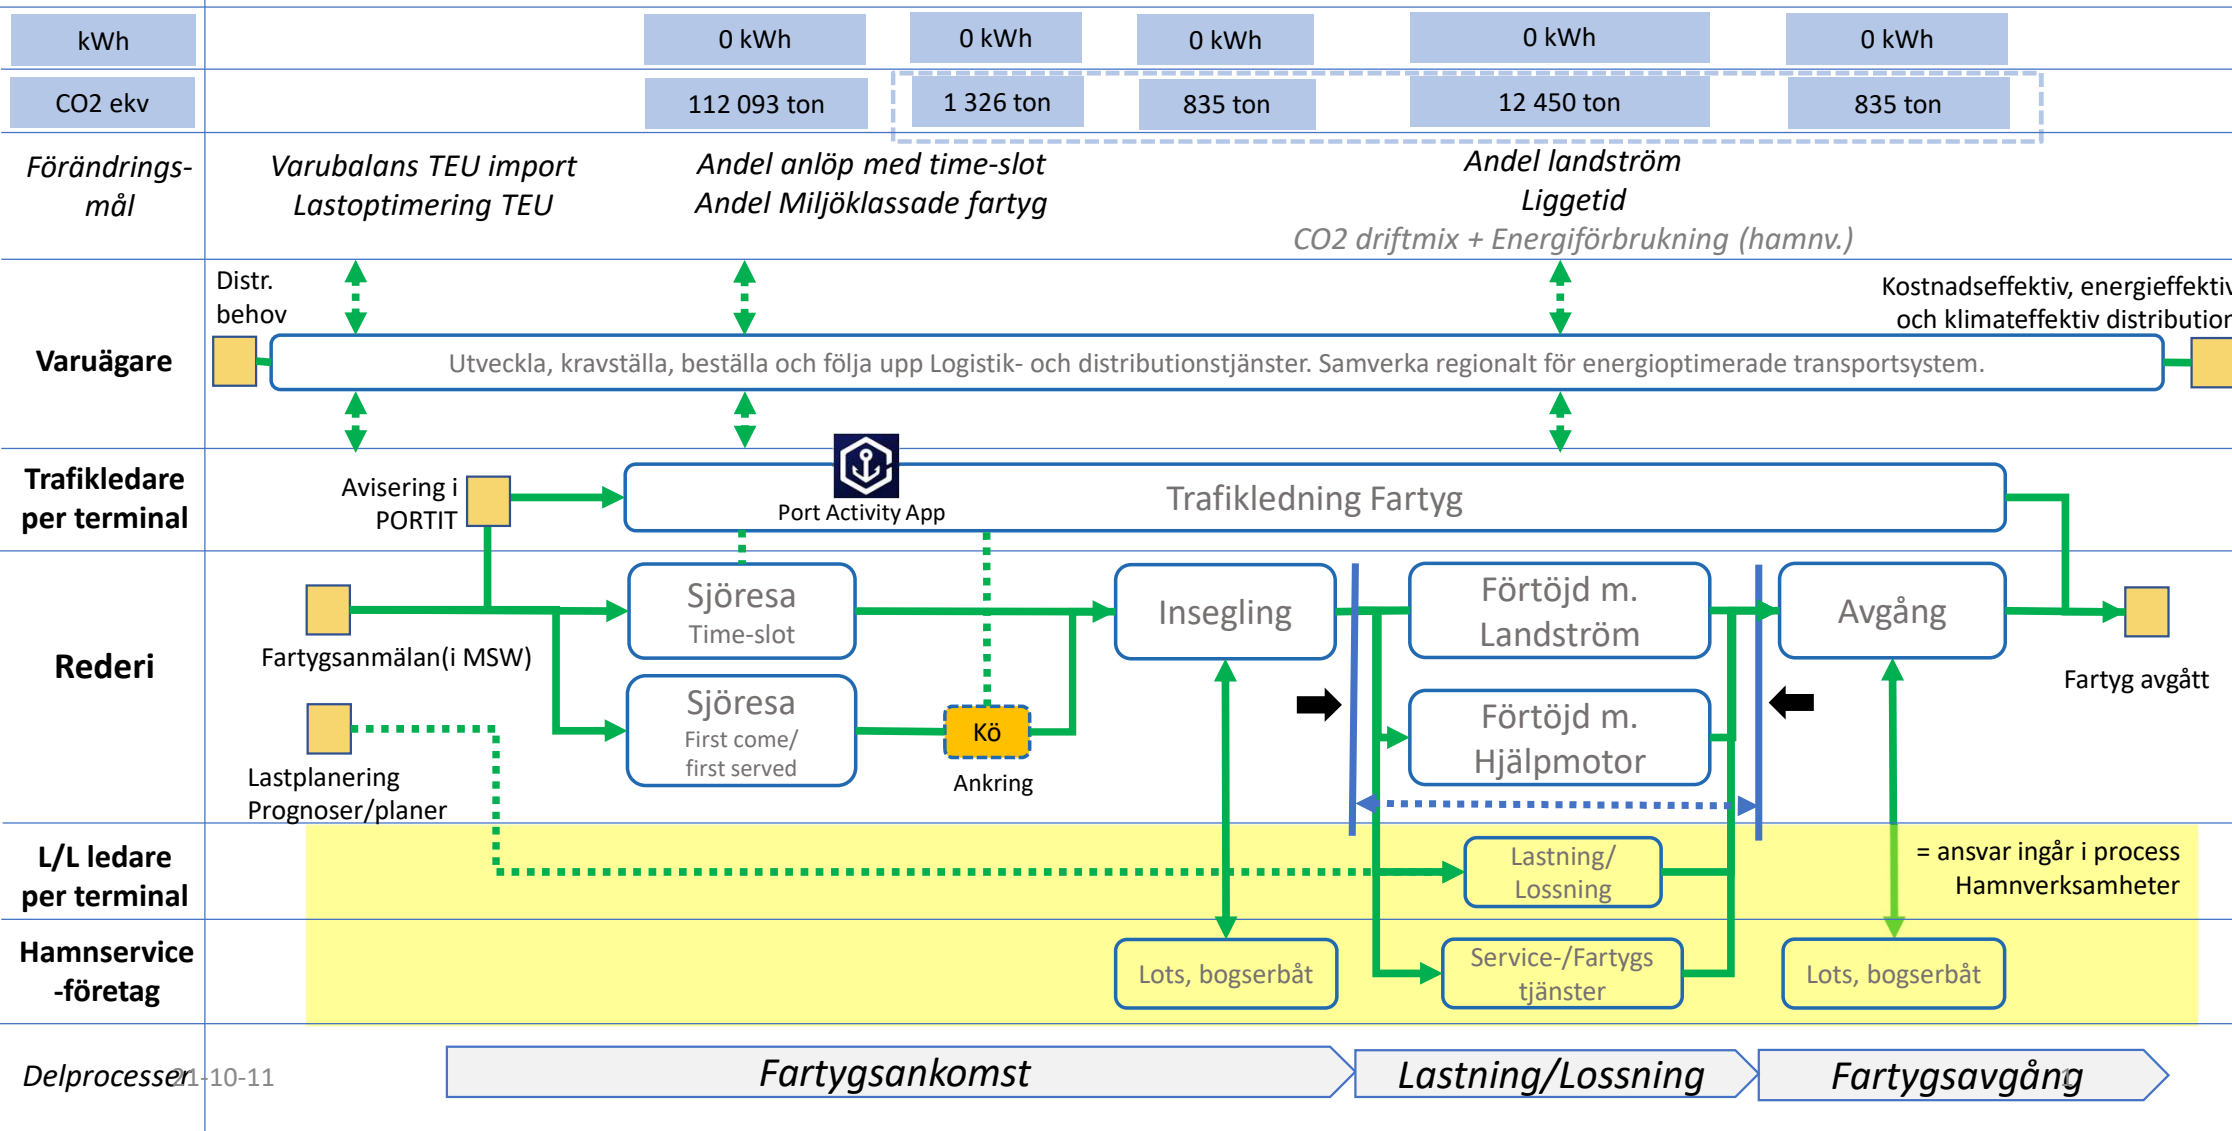 kWh
0 kWh
0 kWh
0 kWh
0 kWh
0 kWh
CO2 ekv
112 093 ton
1 326 ton
835 ton
12 450 ton
835 ton
Förändrings-
mål
Varubalans TEU import
Lastoptimering TEU
Andel anlöp med time-slot
Andel Miljöklassade fartyg
Andel landström
Liggetid
CO2 driftmix + Energiförbrukning (hamnv.)
Distr.
behov
Kostnadseffektiv, energieffektiv
och klimateffektiv distribution
Varuägare
Utveckla, kravställa, beställa och följa upp Logistik- och distributionstjänster. Samverka regionalt för energioptimerade transportsystem.
Trafikledare
per terminal
Avisering i
PORTIT
Port Activity App
Trafikledning Fartyg
Rederi
Fartygsanmälan(i MSW)
Sjöresa
Time-slot
Insegling
Förtöjd m.
Landström
Avgång
Fartyg avgått
Lastplanering
Prognoser/planer
Sjöresa
First come/
first served
Kö
Ankring
Förtöjd m.
Hjälpmotor
L/L ledare
per terminal
Lastning/
Lossning
= ansvar ingår i process
Hamnverksamheter
Hamnservice
-företag
Lots, bogserbåt
Service-/Fartygs
tjänster
Lots, bogserbåt
Delprocesser
21-10-11
Fartygsankomst
Lastning/Lossning
Fartygsavgång
1